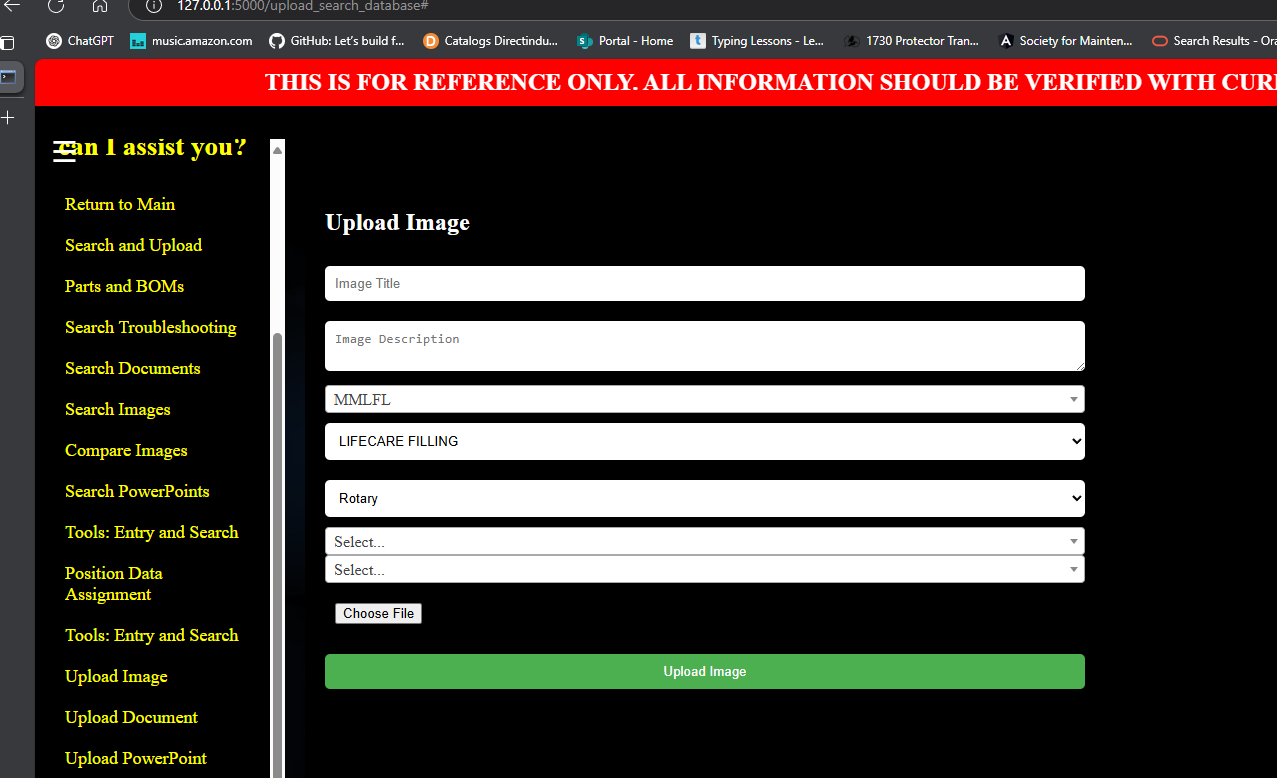 127.0.0.1:5000/upload_search_database#
ChatGPT
music.amazon.com
GitHub: Let's build f...
Catalogs Directindu...
Portal - Home
Typing Lessons - Le...
1730 Protector Tran...
Society for Mainten...
Search Results - Ora
THIS IS FOR REFERENCE ONLY. ALL INFORMATION SHOULD BE VERIFIED WITH CURR
can I assist you?
Return to Main
Search and Upload
Parts and BOMs
Search Troubleshooting
Search Documents
Search Images
Compare Images
Search PowerPoints
Tools: Entry and Search
Position Data
Assignment
Tools: Entry and Search
Upload Image
Upload Document
Upload PowerPoint
Upload Image
Image Title
Image Description
MMLFL
LIFECARE FILLING
Rotary
Select...
Select...
Choose File
Upload Image